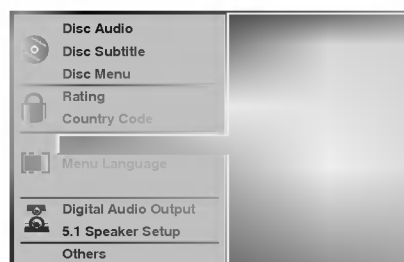 Disc Audio
Disc Subtitle
Disc Menu
Rating
Country Code
Menu Language
Digital Audio Output
5.1 Speaker Setup
Others